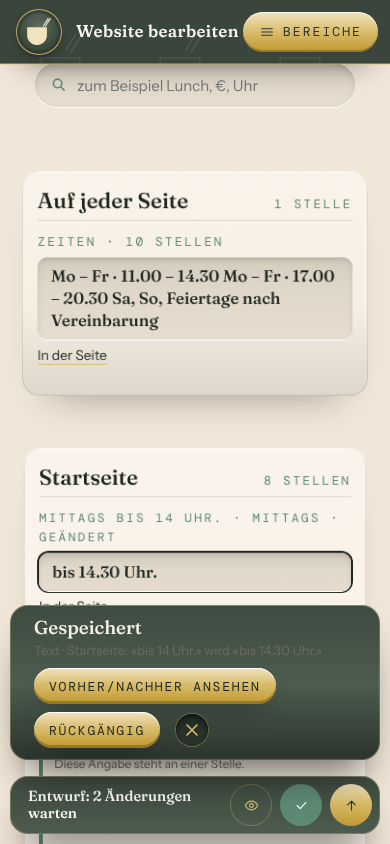 Website bearbeiten
BEREICHE
zum Beispiel Lunch, €, Uhr
Auf jeder Seite
1 STELLE
ZEITEN · 10 STELLEN
Mo – Fr · 11.00 – 14.30 Mo – Fr · 17.00
– 20.30 Sa, So, Feiertage nach
Vereinbarung
In der Seite
Startseite
8 STELLEN
MITTAGS BIS 14 UHR. · MITTAGS ·
GEÄNDERT
bis 14.30 Uhr.
Gespeichert
Text · Startseite: «bis 14 Uhr.» wird «bis 14.30 Uhr.»
VORHER/NACHHER ANSEHEN
RÜCKGÄNGIG
Diese Angabe steht an einer Stelle.
Entwurf: 2 Änderungen
warten